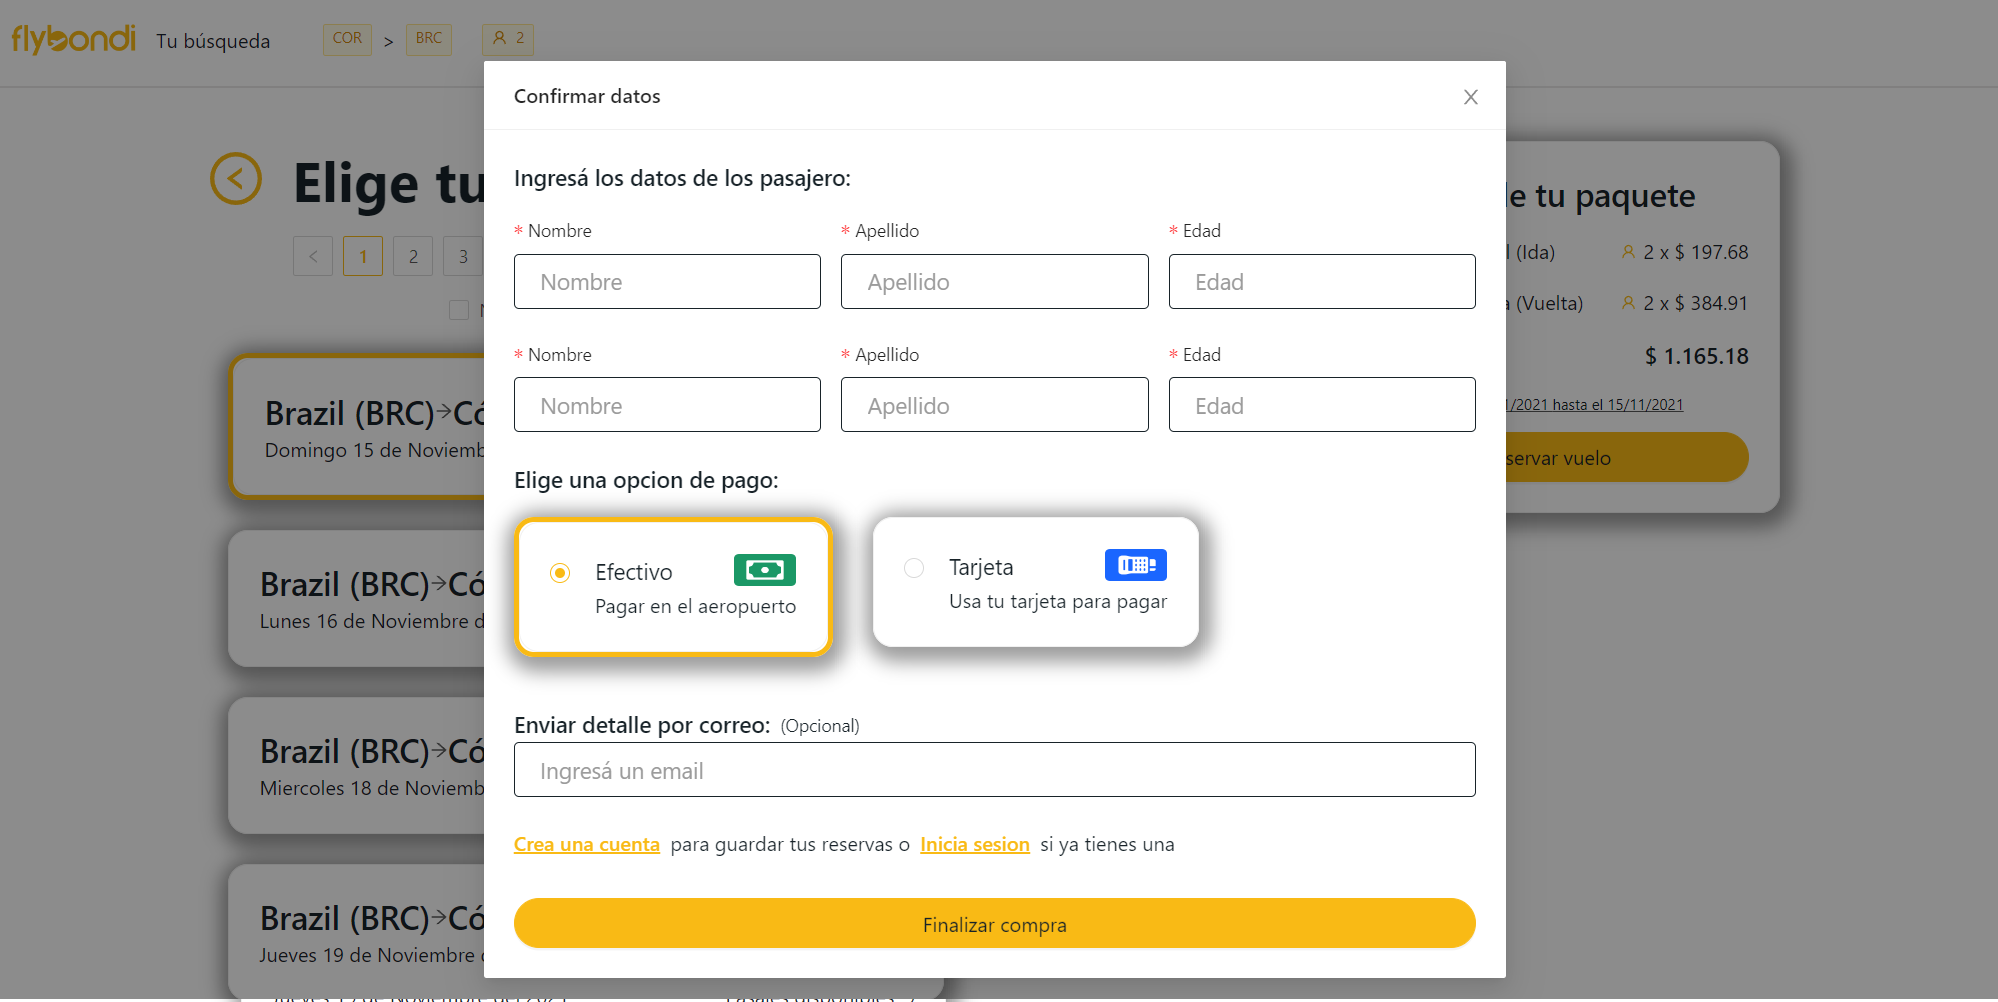 flybondi Tu búsqueda COR > BRC 2
Confirmar datos
Elige tu
< 1 2 3
Ingresá los datos de los pasajero:
* Nombre * Apellido * Edad
Nombre Apellido Edad
* Nombre * Apellido * Edad
Nombre Apellido Edad
Elige una opcion de pago:
Efectivo
Pagar en el aeropuerto
Tarjeta
Usa tu tarjeta para pagar
Enviar detalle por correo: (Opcional)
Ingresá un email
Crea una cuenta para guardar tus reservas o Inicia sesion si ya tienes una
Finalizar compra
Brazil (BRC)→Có
Domingo 15 de Noviemb
Brazil (BRC)→Có
Lunes 16 de Noviembre d
Brazil (BRC)→Có
Miercoles 18 de Noviemb
Brazil (BRC)→Có
Jueves 19 de Noviembre
de tu paquete
(Ida) 2 x $ 197.68
(Vuelta) 2 x $ 384.91
$ 1.165.18
/2021 hasta el 15/11/2021
servar vuelo